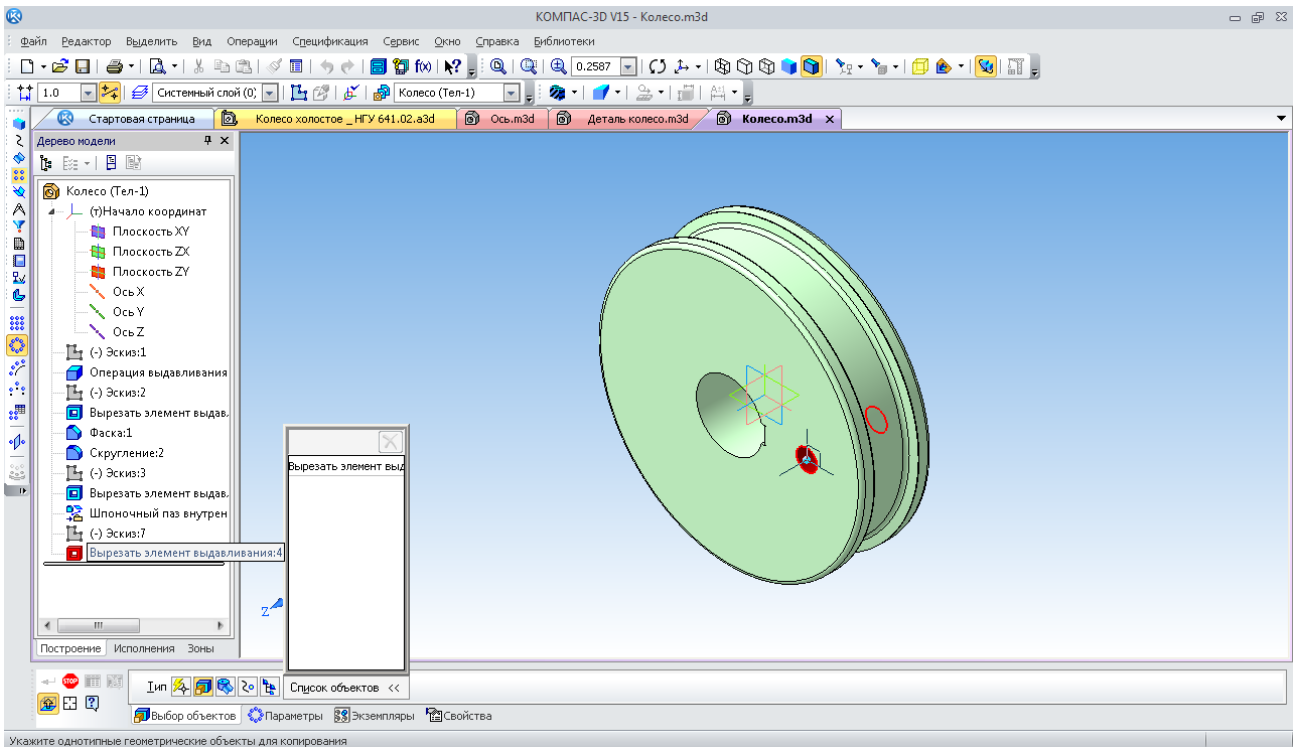 КОМПАС-3D V15 - Колесо.m3d
Файл Редактор Выделить Вид Операции Спецификация Сервис Окно Справка Библиотеки
f(x) 0.2587
1.0 Системный слой (0; Колесо (Тел-1)
Стартовая страница Колесо холостое _ НГУ 641.02.a3d Ось.m3d Деталь колесо.m3d Колесо.m3d x
Дерево модели
Колесо (Тел-1)
(т)Начало координат
Плоскость XY
Плоскость ZX
Плоскость ZY
Ось X
Ось Y
Ось Z
(-) Эскиз:1
Операция выдавливания
(-) Эскиз:2
Вырезать элемент выдав.
Фаска:1
Скругление:2
(-) Эскиз:3
Вырезать элемент выдав.
Шпоночный паз внутрен
(-) Эскиз:7
Вырезать элемент выдавливания:4
Вырезать элемент выд
Z
Построение Исполнения Зоны
STOP Тип Список объектов <<
Выбор объектов Параметры Экземпляры Свойства
Укажите однотипные геометрические объекты для копирования